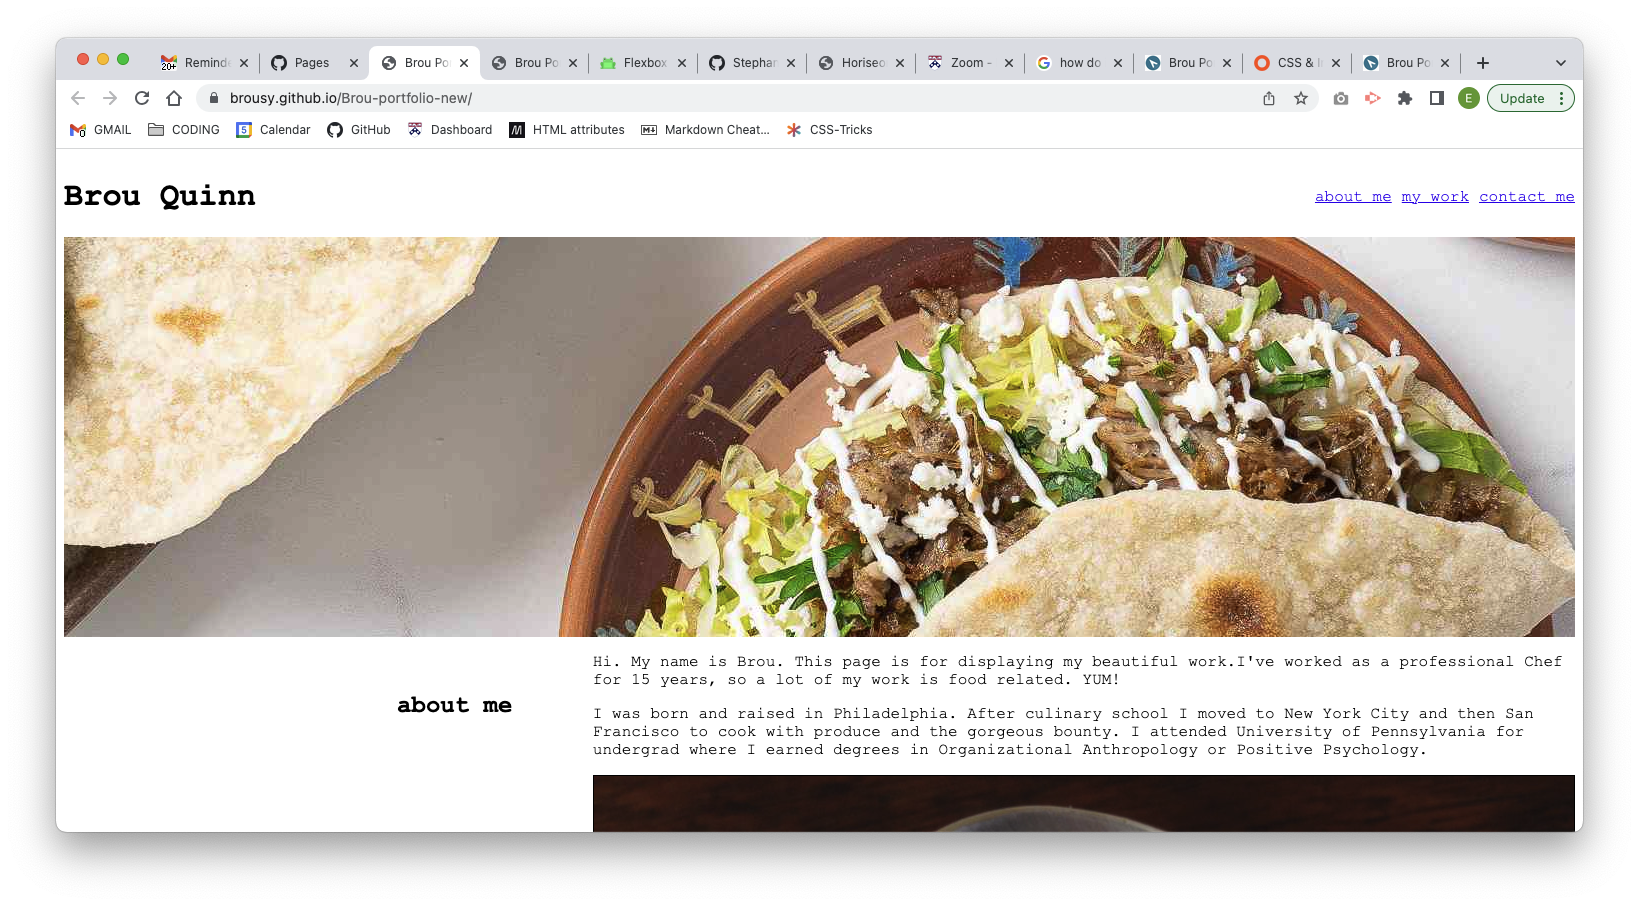 Remind
Pages
Brou Po
Brou Po
Flexbox
Stephar
Horiseo
Zoom -
how do
Brou Po
CSS & I
Brou Po
brousy.github.io/Brou-portfolio-new/
E
Update
GMAIL
CODING
Calendar
GitHub
Dashboard
HTML attributes
Markdown Cheat...
CSS-Tricks
Brou Quinn
about me my work contact me
Hi. My name is Brou. This page is for displaying my beautiful work.I've worked as a professional Chef
for 15 years, so a lot of my work is food related. YUM!
about me
I was born and raised in Philadelphia. After culinary school I moved to New York City and then San
Francisco to cook with produce and the gorgeous bounty. I attended University of Pennsylvania for
undergrad where I earned degrees in Organizational Anthropology or Positive Psychology.